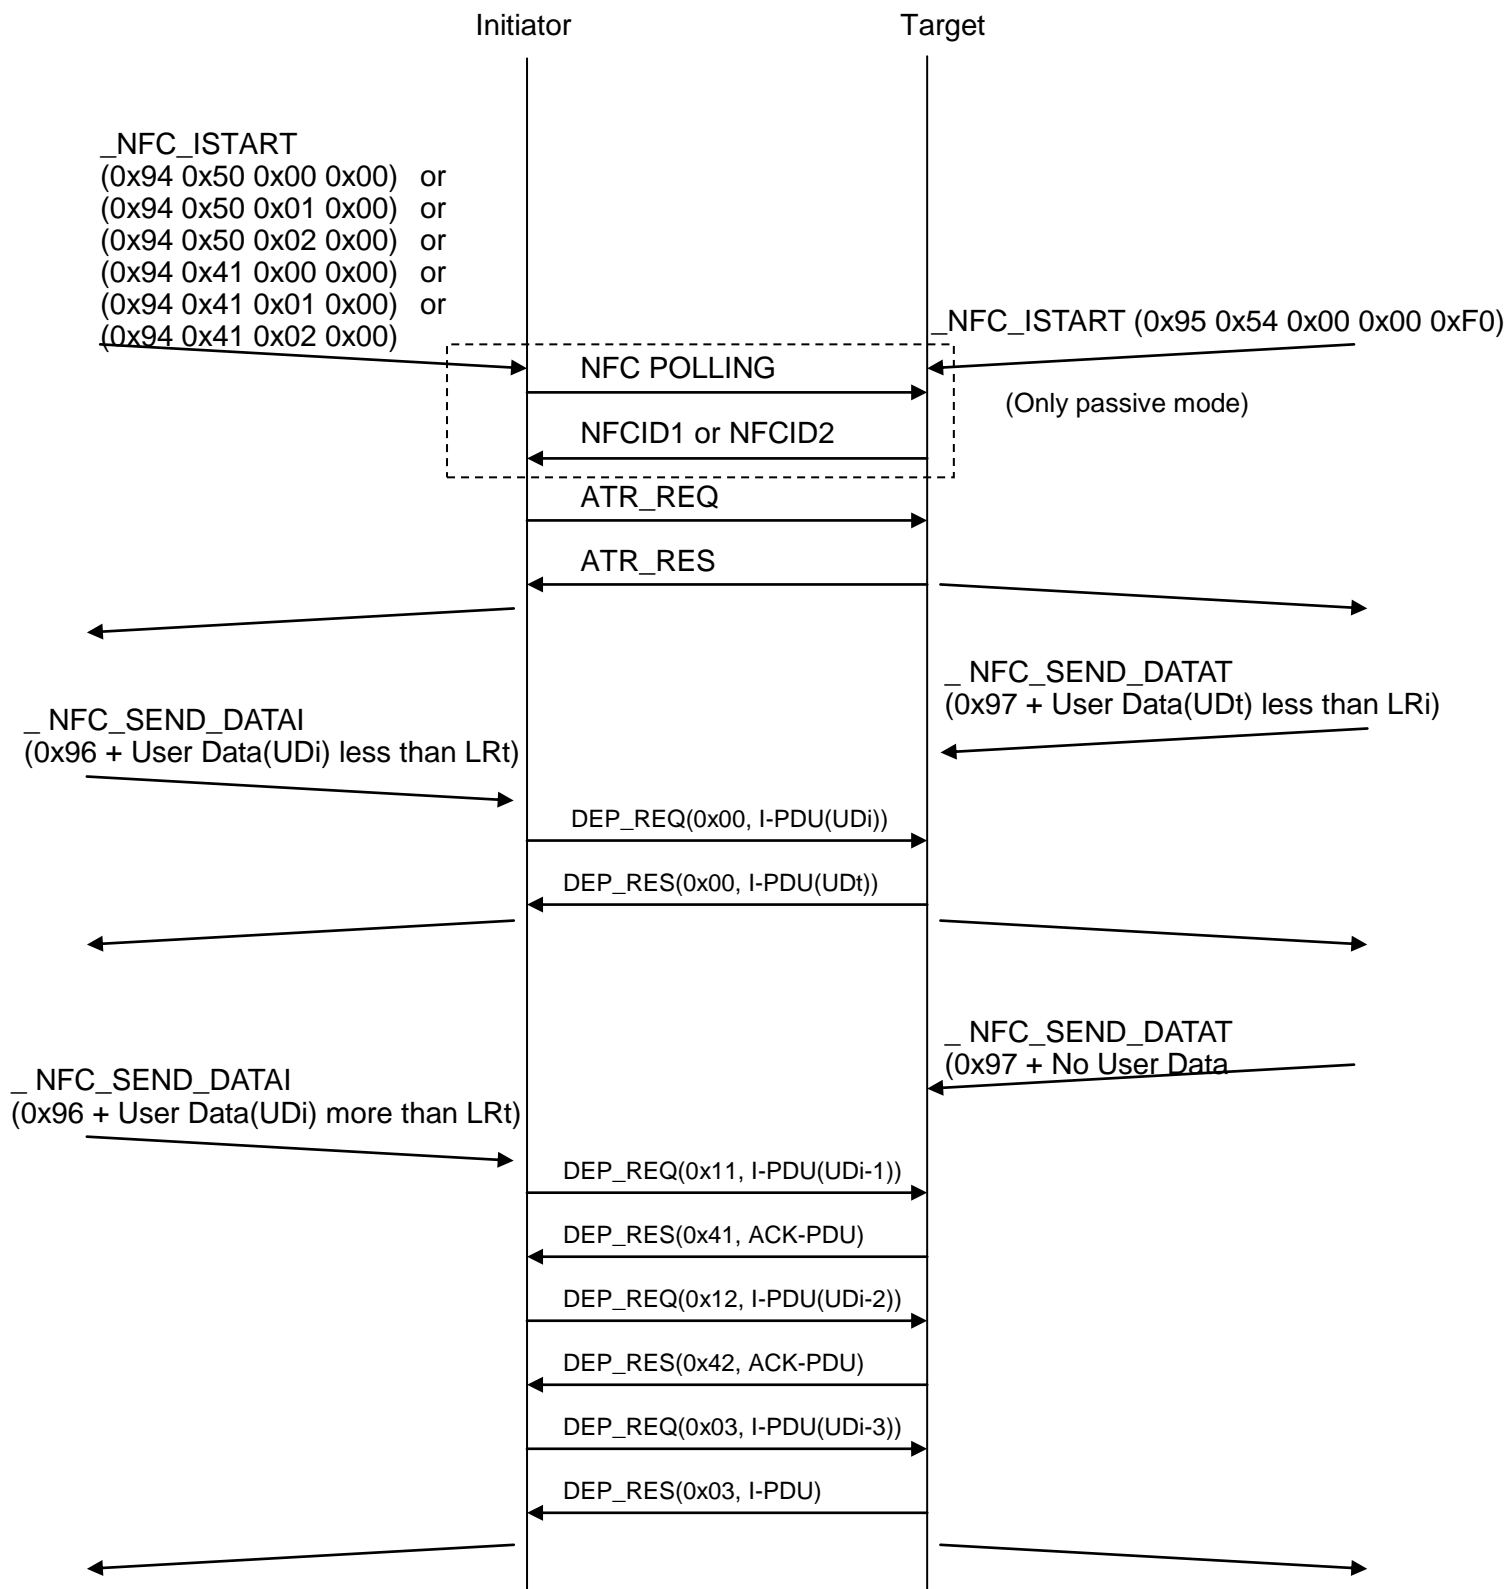 Initiator
Target
_NFC_ISTART
(0x94 0x50 0x00 0x00) or
(0x94 0x50 0x01 0x00) or
(0x94 0x50 0x02 0x00) or
(0x94 0x41 0x00 0x00) or
(0x94 0x41 0x01 0x00) or
(0x94 0x41 0x02 0x00)
_NFC_ISTART (0x95 0x54 0x00 0x00 0xF0)
NFC POLLING
(Only passive mode)
NFCID1 or NFCID2
ATR_REQ
ATR_RES
_ NFC_SEND_DATAT
(0x97 + User Data(UDt) less than LRi)
_ NFC_SEND_DATAI
(0x96 + User Data(UDi) less than LRt)
DEP_REQ(0x00, I-PDU(UDi))
DEP_RES(0x00, I-PDU(UDt))
_ NFC_SEND_DATAT
(0x97 + No User Data
_ NFC_SEND_DATAI
(0x96 + User Data(UDi) more than LRt)
DEP_REQ(0x11, I-PDU(UDi-1))
DEP_RES(0x41, ACK-PDU)
DEP_REQ(0x12, I-PDU(UDi-2))
DEP_RES(0x42, ACK-PDU)
DEP_REQ(0x03, I-PDU(UDi-3))
DEP_RES(0x03, I-PDU)